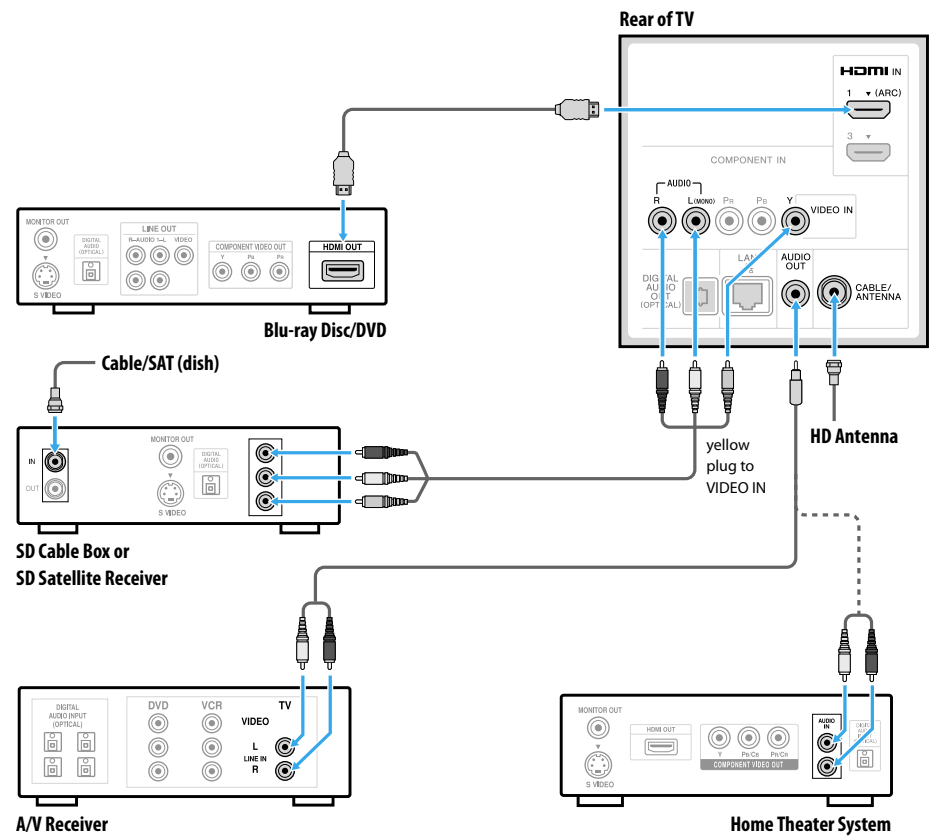 Rear of TV
HDMI IN
1 ▼ (ARC)
3 ▼
COMPONENT IN
AUDIO
R L(MONO) PR PB Y
VIDEO IN
DIGITAL
AUDIO
OUT
(OPTICAL)
LAN
AUDIO
OUT
CABLE/
ANTENNA
MONITOR OUT
S VIDEO
DIGITAL
AUDIO
(OPTICAL)
LINE OUT
R–AUDIO 1–L VIDEO
COMPONENT VIDEO OUT
Y PB PR
HDMI OUT
Blu-ray Disc/DVD
Cable/SAT (dish)
IN
OUT
MONITOR OUT
S VIDEO
DIGITAL
AUDIO
(OPTICAL)
SD Cable Box or
SD Satellite Receiver
yellow
plug to
VIDEO IN
HD Antenna
DIGITAL
AUDIO INPUT
(OPTICAL)
DVD VCR TV
VIDEO
L
LINE IN
R
A/V Receiver
MONITOR OUT
S VIDEO
HDMI OUT
Y PB/CB PR/CR
COMPONENT VIDEO OUT
AUDIO
IN
DIGITAL
Home Theater System